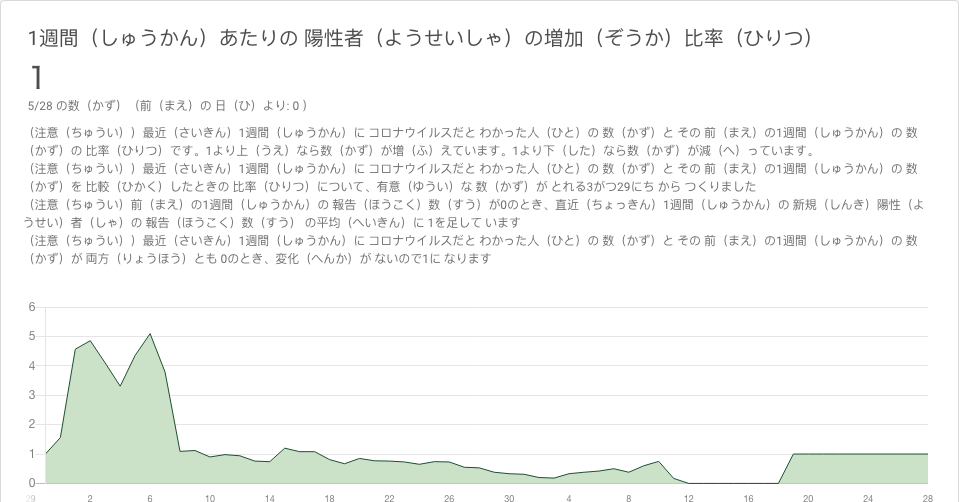 1週間（しゅうかん）あたりの 陽性者（ようせいしゃ）の増加（ぞうか）比率（ひりつ）
1
5/28 の数（かず）（前（まえ）の 日（ひ）より: 0 ）
（注意（ちゅうい））最近（さいきん）1週間（しゅうかん）に コロナウイルスだと わかった人（ひと）の 数（かず）と その 前（まえ）の1週間（しゅうかん）の 数
（かず）の 比率（ひりつ）です。1より上（うえ）なら数（かず）が増（ふ）えています。1より下（した）なら数（かず）が減（へ）っています。
（注意（ちゅうい））最近（さいきん）1週間（しゅうかん）に コロナウイルスだと わかった人（ひと）の 数（かず）と その 前（まえ）の1週間（しゅうかん）の 数
（かず）を 比較（ひかく）したときの 比率（ひりつ）について、有意（ゆうい）な 数（かず）が とれる3がつ29にち から つくりました
（注意（ちゅうい）前（まえ）の1週間（しゅうかん）の 報告（ほうこく）数（すう）が0のとき、直近（ちょっきん）1週間（しゅうかん）の 新規（しんき）陽性（よ
うせい）者（しゃ）の 報告（ほうこく）数（すう） の平均（へいきん）に 1を足して います
（注意（ちゅうい））最近（さいきん）1週間（しゅうかん）に コロナウイルスだと わかった人（ひと）の 数（かず）と その 前（まえ）の1週間（しゅうかん）の 数
（かず）が 両方（りょうほう）とも 0のとき、変化（へんか）が ないので1に なります
6
5
4
3
2
1
0
29 2 6 10 14 18 22 26 30 4 8 12 16 20 24 28